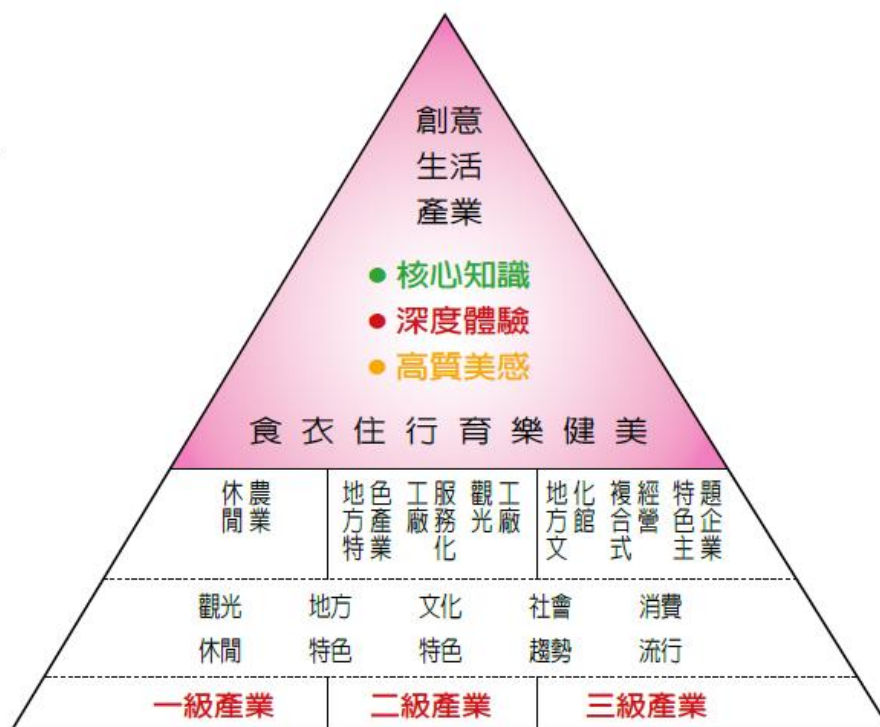 創意
生活
產業
● 核心知識
● 深度體驗
● 高質美感
食衣住行育樂健美
休閒
農業
地方特
色產業
工廠
服務化
觀光
工廠
地方文
化館
複合式
經營
特色主
題企業
觀光 地方 文化 社會 消費
休閒 特色 特色 趨勢 流行
一級產業 二級產業 三級產業